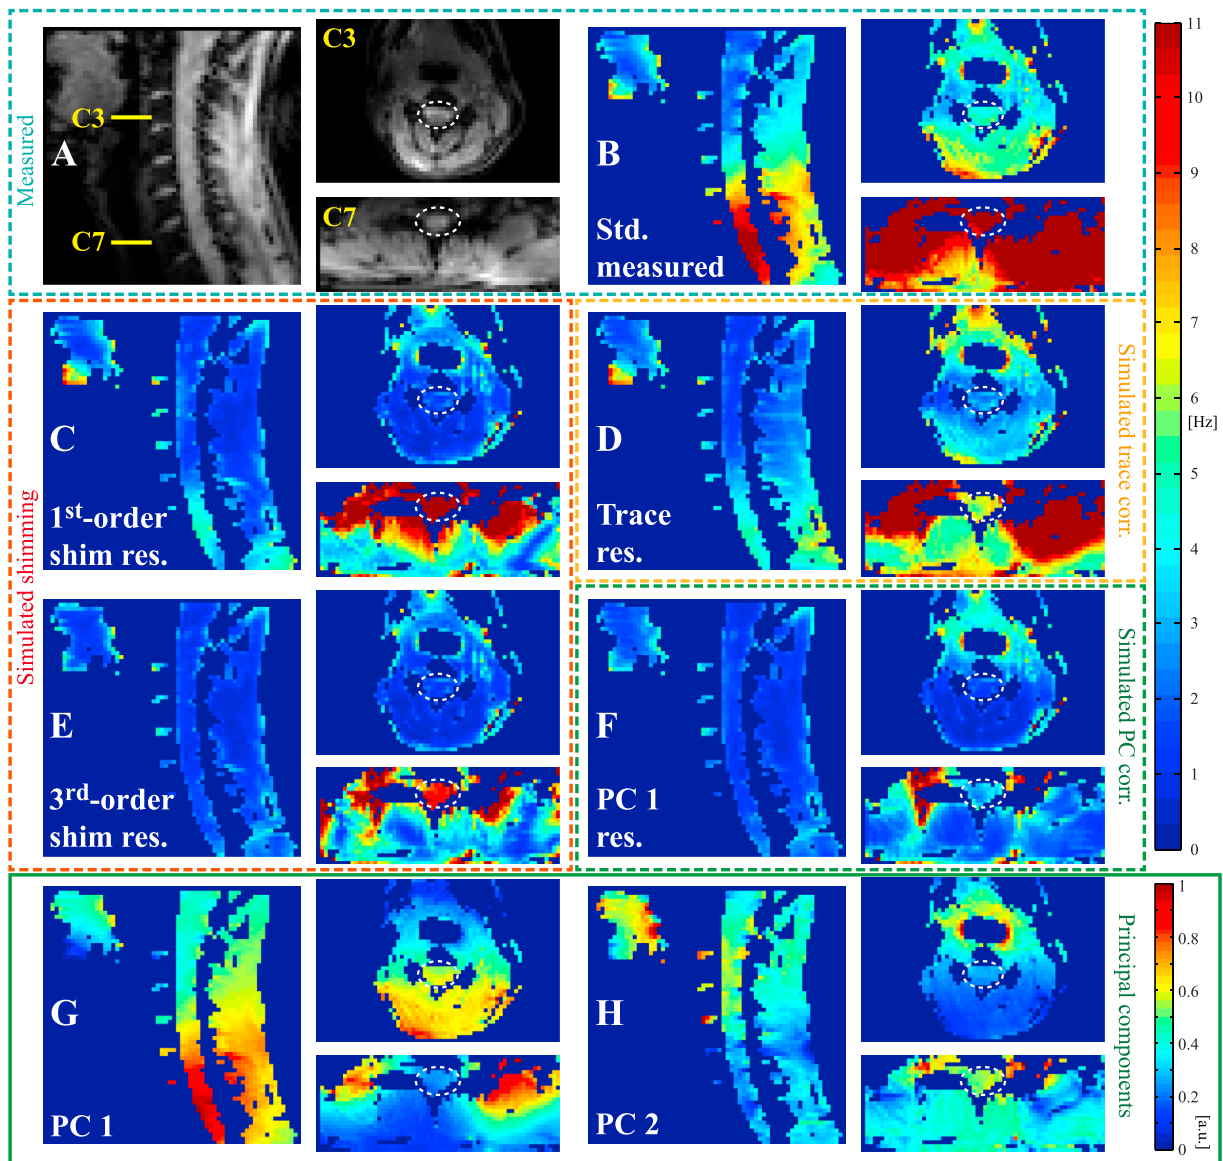 Measured
C3
C7
A
C3
C7
B
Std.
measured
11
10
9
8
7
6
[Hz]
5
4
3
2
1
0
Simulated shimming
C
1st-order
shim res.
D
Trace
res.
Simulated trace corr.
E
3rd-order
shim res.
F
PC 1
res.
Simulated PC corr.
G
PC 1
H
PC 2
Principal components
1
0.8
0.6
0.4
0.2
0
[a.u.]